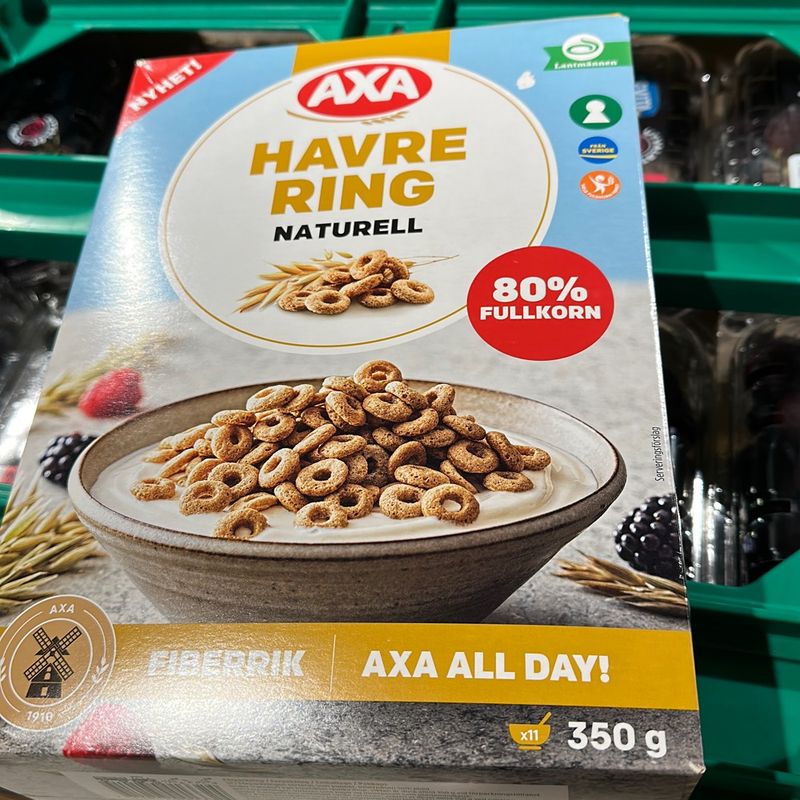 NYHET!
AXA
HAVRE
RING
NATURELL
Lantmännen
FRÅN
SVERIGE
80%
FULLKORN
Serveringsförslag
AXA
1910
FIBERRIK
AXA ALL DAY!
x11
350 g